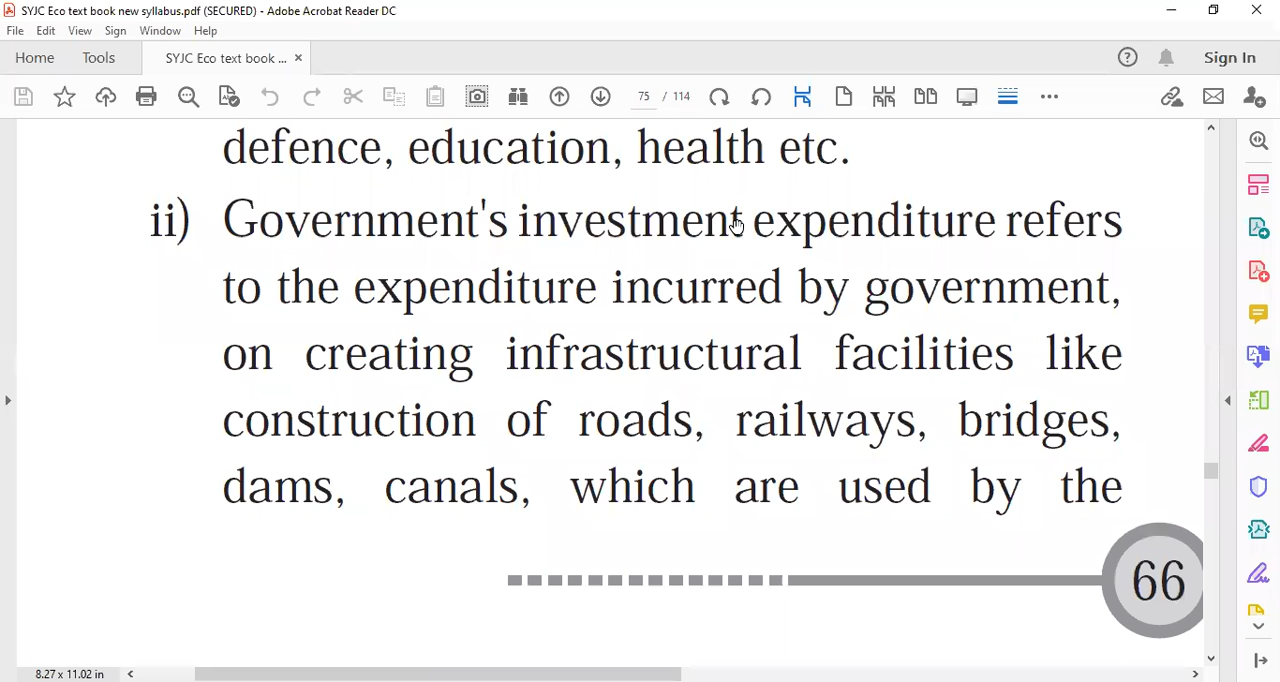 SYJC Eco text book new syllabus.pdf (SECURED) - Adobe Acrobat Reader DC
File Edit View Sign Window Help
Home Tools SYJC Eco text book ... × Sign In
75 / 114
defence, education, health etc.
ii) Government's investment expenditure refers
to the expenditure incurred by government,
on creating infrastructural facilities like
construction of roads, railways, bridges,
dams, canals, which are used by the
66
8.27 x 11.02 in